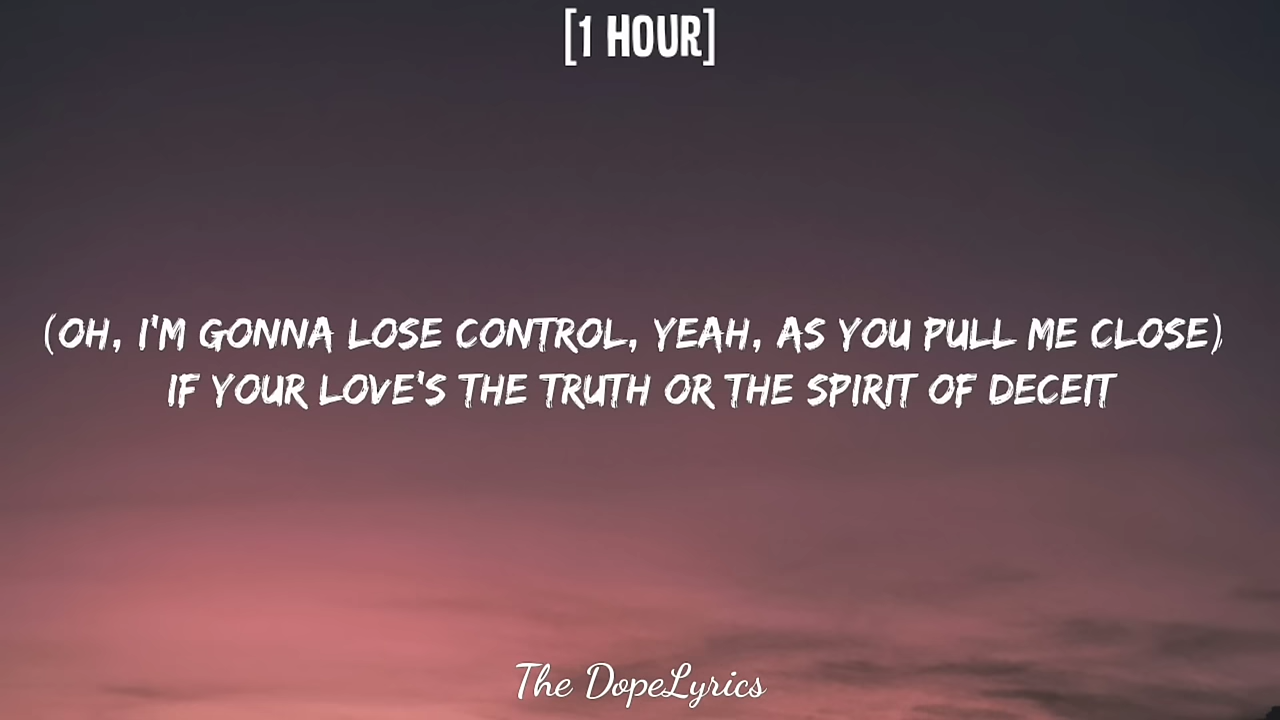 [1 HOUR]
(OH, I'M GONNA LOSE CONTROL, YEAH, AS YOU PULL ME CLOSE)
IF YOUR LOVE'S THE TRUTH OR THE SPIRIT OF DECEIT
The DopeLyrics